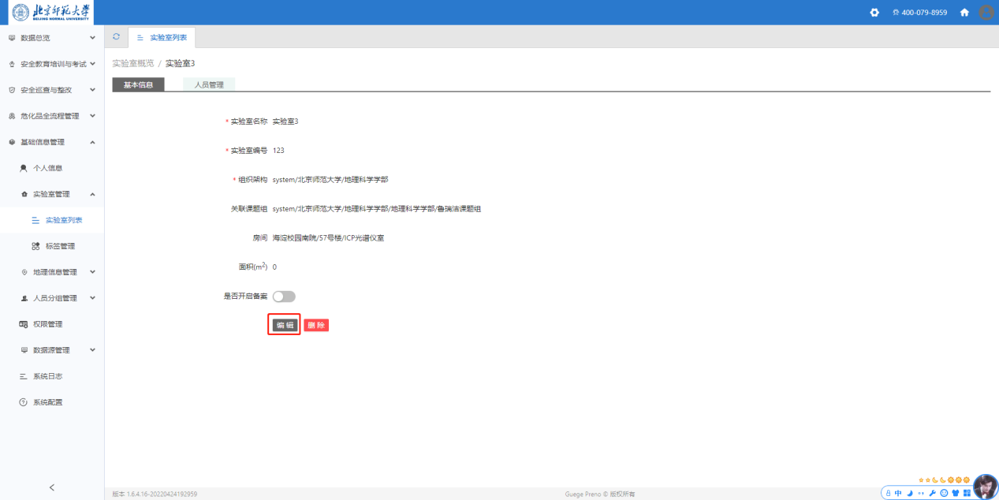 北京师范大学
BEIJING NORMAL UNIVERSITY
400-079-8959
数据总览
安全教育培训与考试
安全巡查与整改
危化品全流程管理
基础信息管理
个人信息
实验室管理
实验室列表
标签管理
地理信息管理
人员分组管理
权限管理
数据源管理
系统日志
系统配置
实验室列表
实验室概览 / 实验室3
基本信息 人员管理
* 实验室名称 实验室3
* 实验室编号 123
* 组织架构 system/北京师范大学/地理科学学部
关联课题组 system/北京师范大学/地理科学学部/地理科学学部/鲁瑞洁课题组
房间 海淀校园南院/57号楼/ICP光谱仪室
面积(m²) 0
是否开启备案
编辑 删除
版本 1.6.4.16-20220424192959
Guege Preno © 版权所有
中